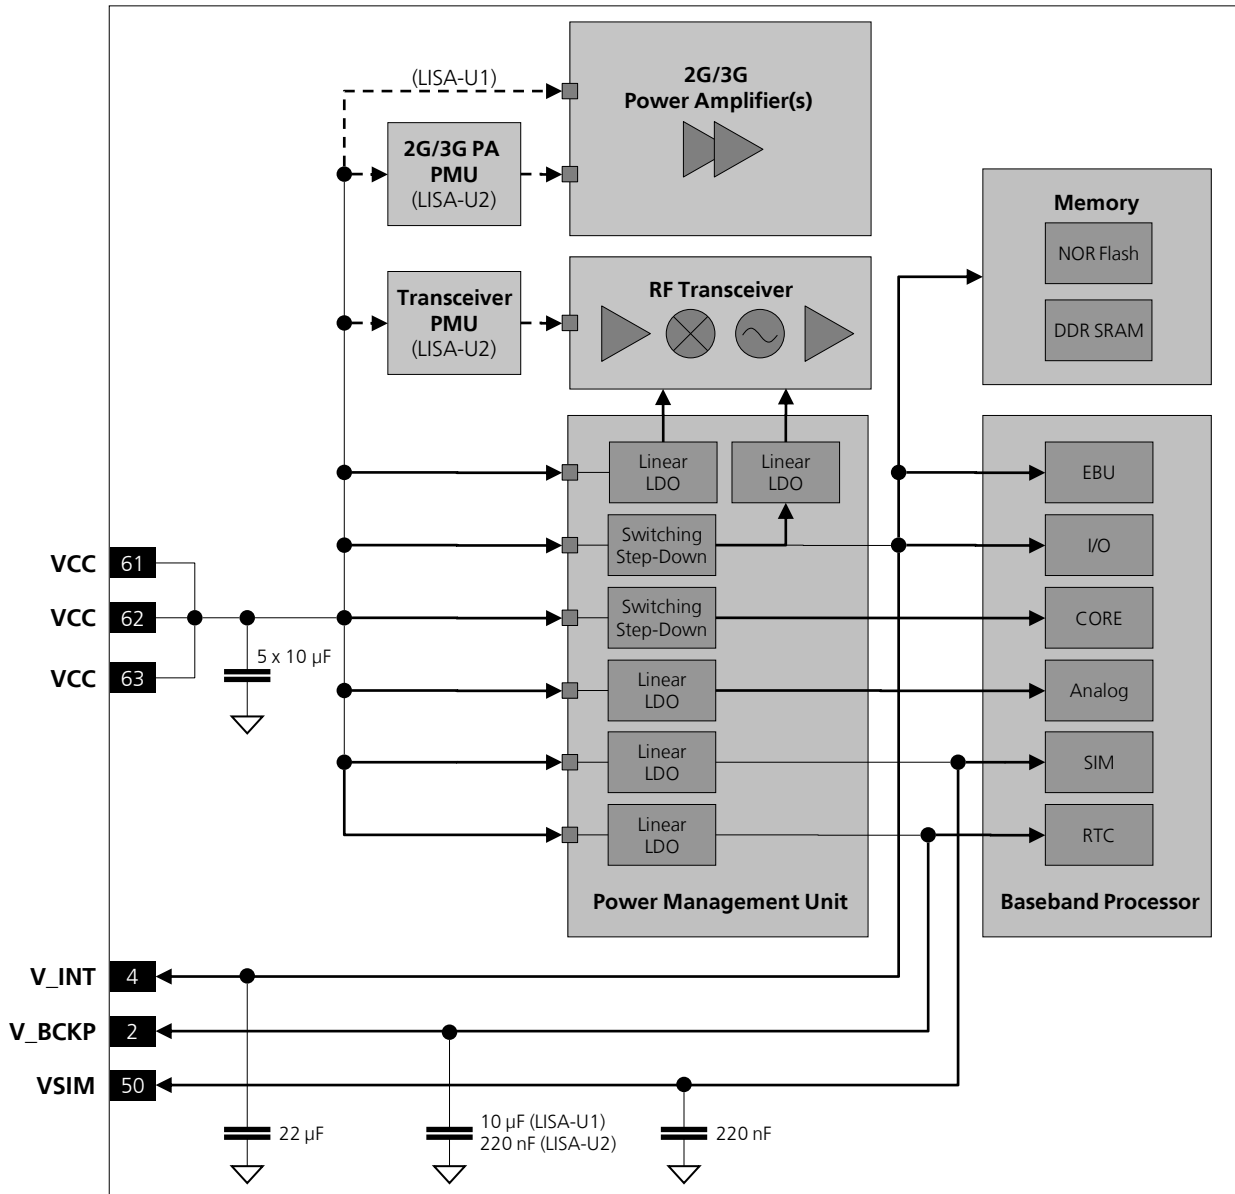 (LISA-U1)
2G/3G
Power Amplifier(s)
2G/3G PA
PMU
(LISA-U2)
Memory
NOR Flash
DDR SRAM
Transceiver
PMU
(LISA-U2)
RF Transceiver
Linear
LDO
Linear
LDO
EBU
Switching
Step-Down
I/O
VCC 61
VCC 62
VCC 63
5 x 10 µF
Switching
Step-Down
CORE
Linear
LDO
Analog
Linear
LDO
SIM
Linear
LDO
RTC
Power Management Unit
Baseband Processor
V_INT 4
V_BCKP 2
VSIM 50
22 µF
10 µF (LISA-U1)
220 nF (LISA-U2)
220 nF